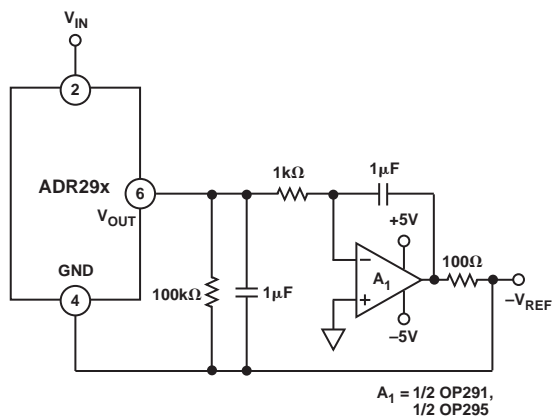 V_IN
2
ADR29x
6
V_OUT
GND
4
100kΩ
1μF
1kΩ
1μF
+5V
−
A_1
+
−5V
100Ω
−V_REF
A_1 = 1/2 OP291,
1/2 OP295